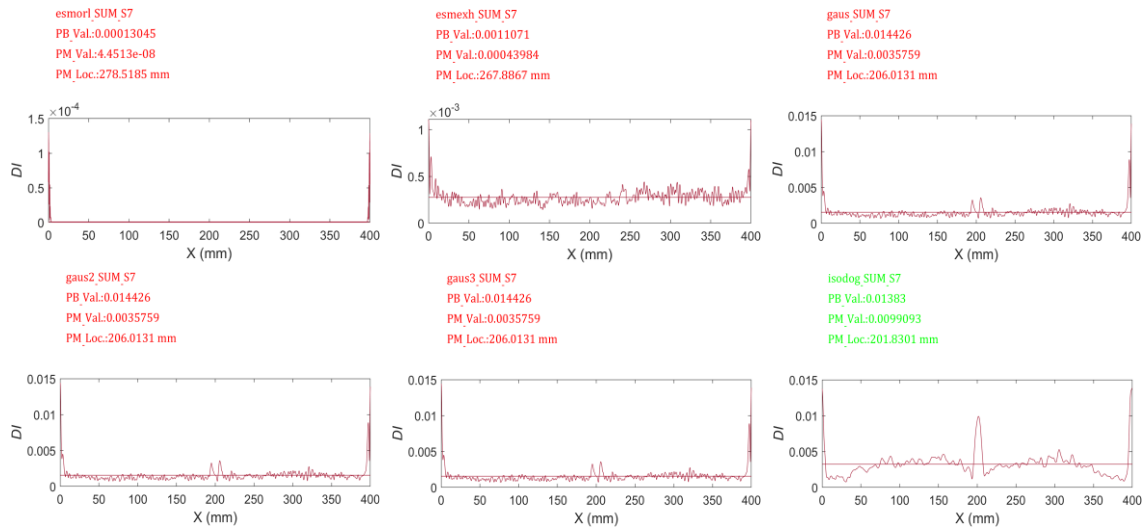 esmorl_SUM_S7
PB_Val.:0.00013045
PM_Val.:4.4513e-08
PM_Loc.:278.5185 mm
×10⁻⁴
1.5
1
0.5
0
DI
0 50 100 150 200 250 300 350 400
X (mm)
esmexh_SUM_S7
PB_Val.:0.0011071
PM_Val.:0.00043984
PM_Loc.:267.8867 mm
×10⁻³
1
0.5
0
DI
0 50 100 150 200 250 300 350 400
X (mm)
gaus_SUM_S7
PB_Val.:0.014426
PM_Val.:0.0035759
PM_Loc.:206.0131 mm
0.015
0.01
0.005
0
DI
0 50 100 150 200 250 300 350 400
X (mm)
gaus2_SUM_S7
PB_Val.:0.014426
PM_Val.:0.0035759
PM_Loc.:206.0131 mm
0.015
0.01
0.005
0
DI
0 50 100 150 200 250 300 350 400
X (mm)
gaus3_SUM_S7
PB_Val.:0.014426
PM_Val.:0.0035759
PM_Loc.:206.0131 mm
0.015
0.01
0.005
0
DI
0 50 100 150 200 250 300 350 400
X (mm)
isodog_SUM_S7
PB_Val.:0.01383
PM_Val.:0.0099093
PM_Loc.:201.8301 mm
0.015
0.01
0.005
0
DI
0 50 100 150 200 250 300 350 400
X (mm)